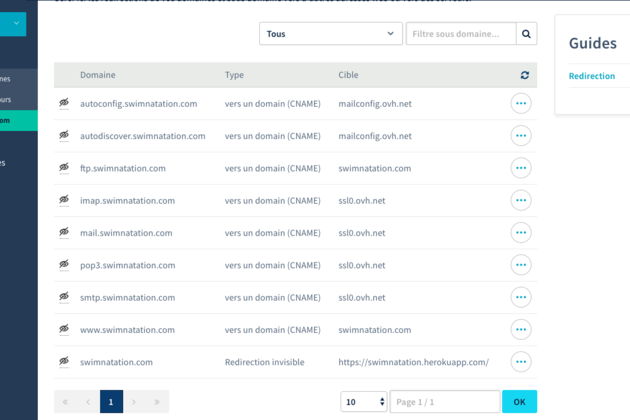 Tous
Filtre sous domaine...
Guides
Redirection
Domaine Type Cible
autoconfig.swimnatation.com vers un domain (CNAME) mailconfig.ovh.net
autodiscover.swimnatation.com vers un domain (CNAME) mailconfig.ovh.net
ftp.swimnatation.com vers un domain (CNAME) swimnatation.com
imap.swimnatation.com vers un domain (CNAME) ssl0.ovh.net
mail.swimnatation.com vers un domain (CNAME) ssl0.ovh.net
pop3.swimnatation.com vers un domain (CNAME) ssl0.ovh.net
smtp.swimnatation.com vers un domain (CNAME) ssl0.ovh.net
www.swimnatation.com vers un domain (CNAME) swimnatation.com
swimnatation.com Redirection invisible https://swimnatation.herokuapp.com/
« ‹ 1 › » 10 Page 1 / 1 OK